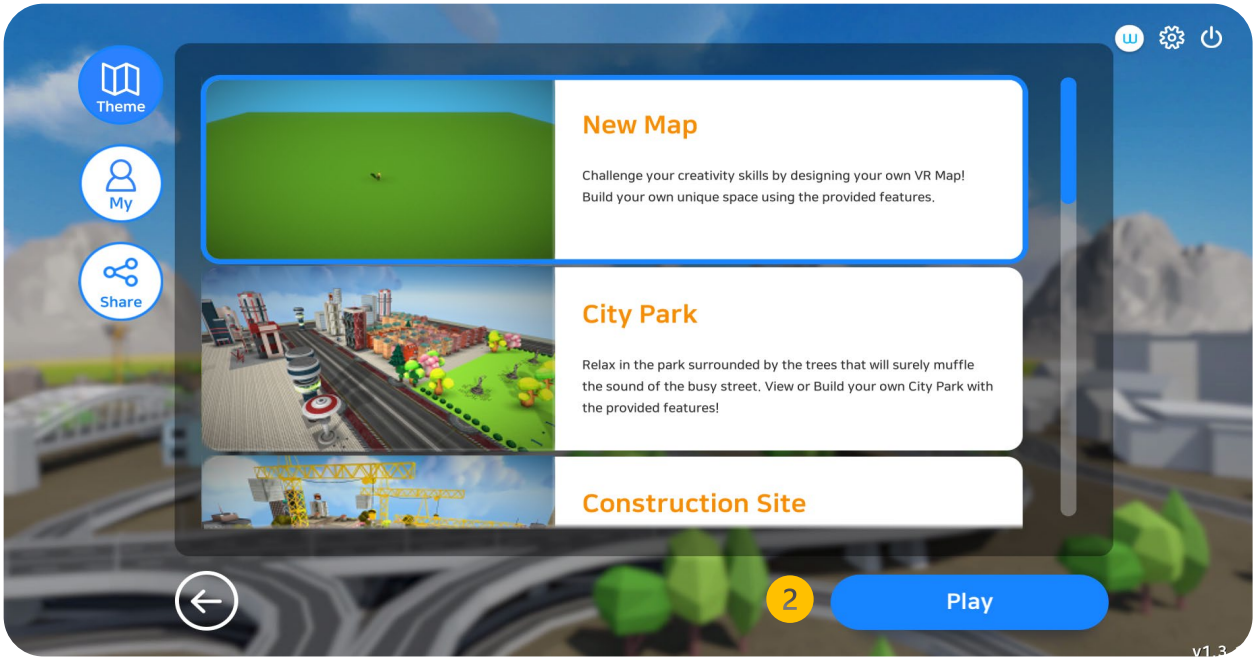 Theme
My
Share
New Map
Challenge your creativity skills by designing your own VR Map!
Build your own unique space using the provided features.
City Park
Relax in the park surrounded by the trees that will surely muffle
the sound of the busy street. View or Build your own City Park with
the provided features!
Construction Site
2
Play
w
v1.3